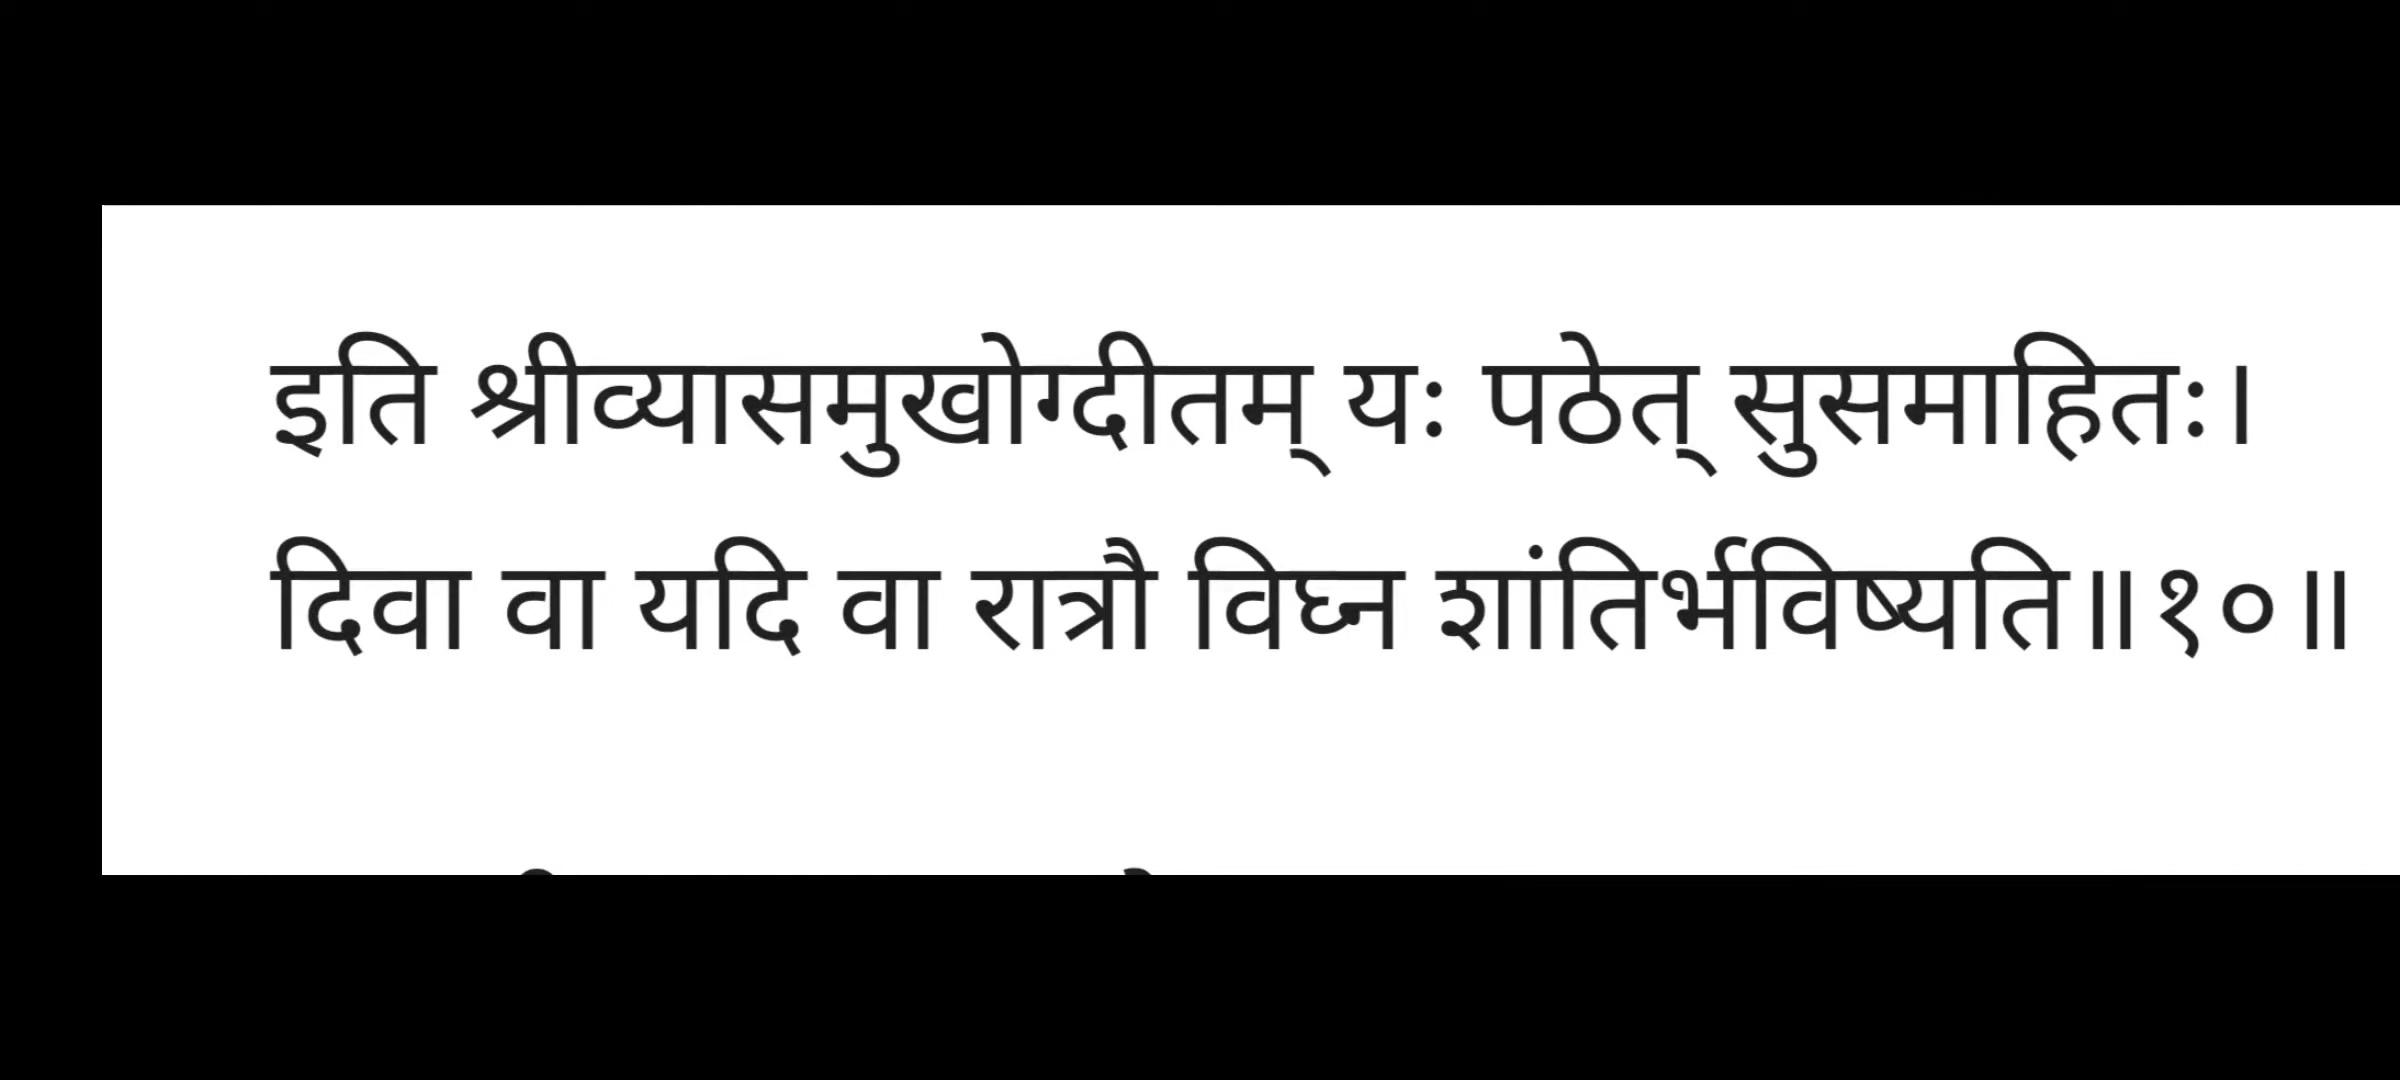 इति श्रीव्यासमुखोग्दीतम् यः पठेत् सुसमाहितः।
दिवा वा यदि वा रात्रौ विघ्न शांतिर्भविष्यति॥१०॥